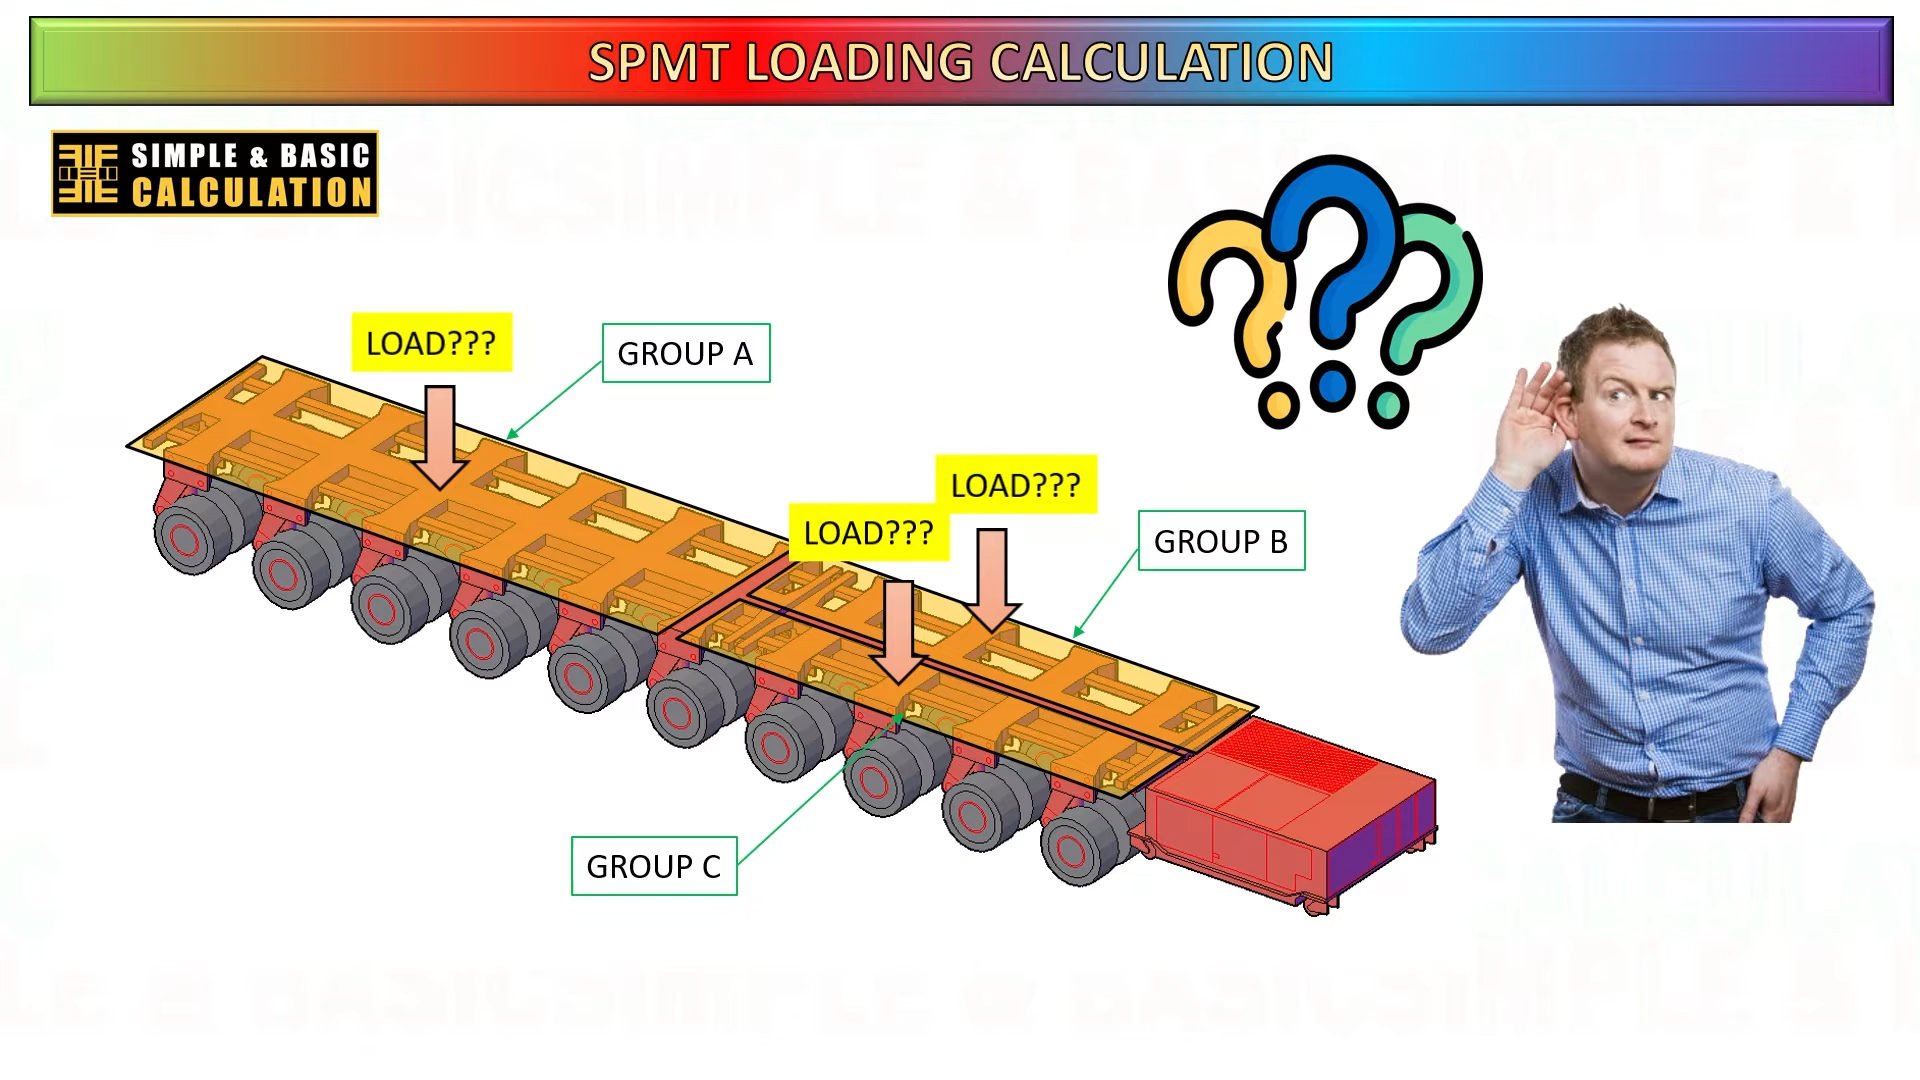 SPMT LOADING CALCULATION
SIMPLE & BASIC
CALCULATION
LOAD???
GROUP A
LOAD???
LOAD???
GROUP B
GROUP C